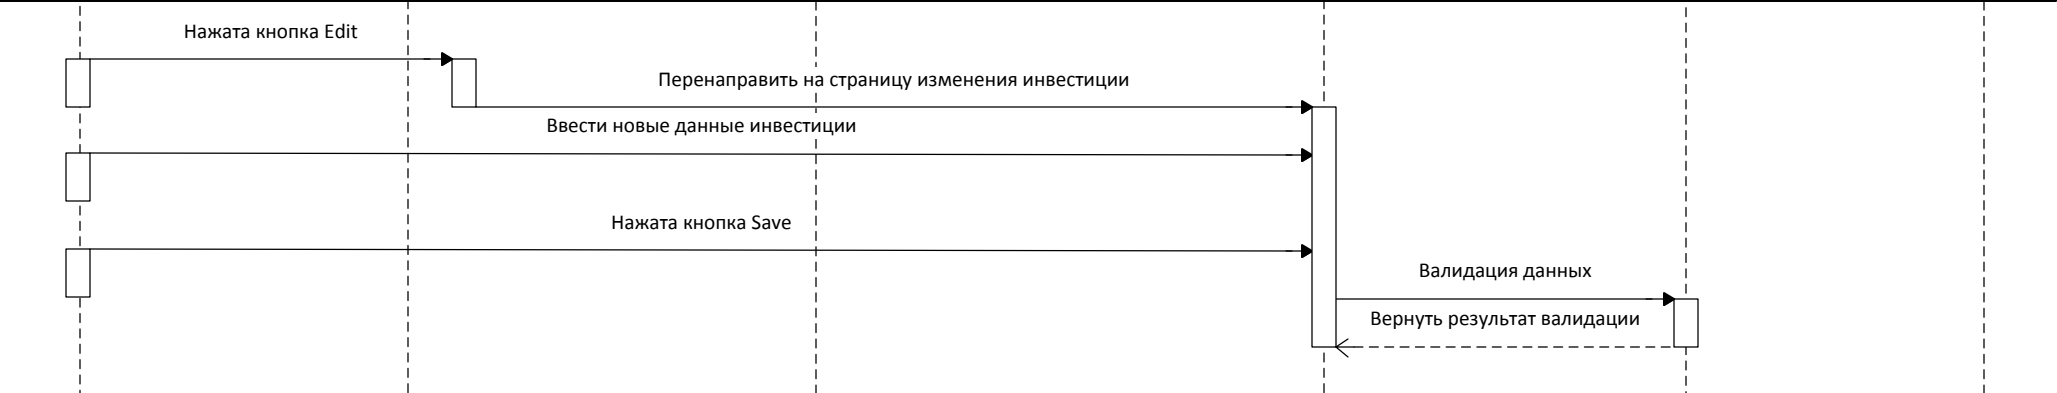 Нажата кнопка Edit
Перенаправить на страницу изменения инвестиции
Ввести новые данные инвестиции
Нажата кнопка Save
Валидация данных
Вернуть результат валидации